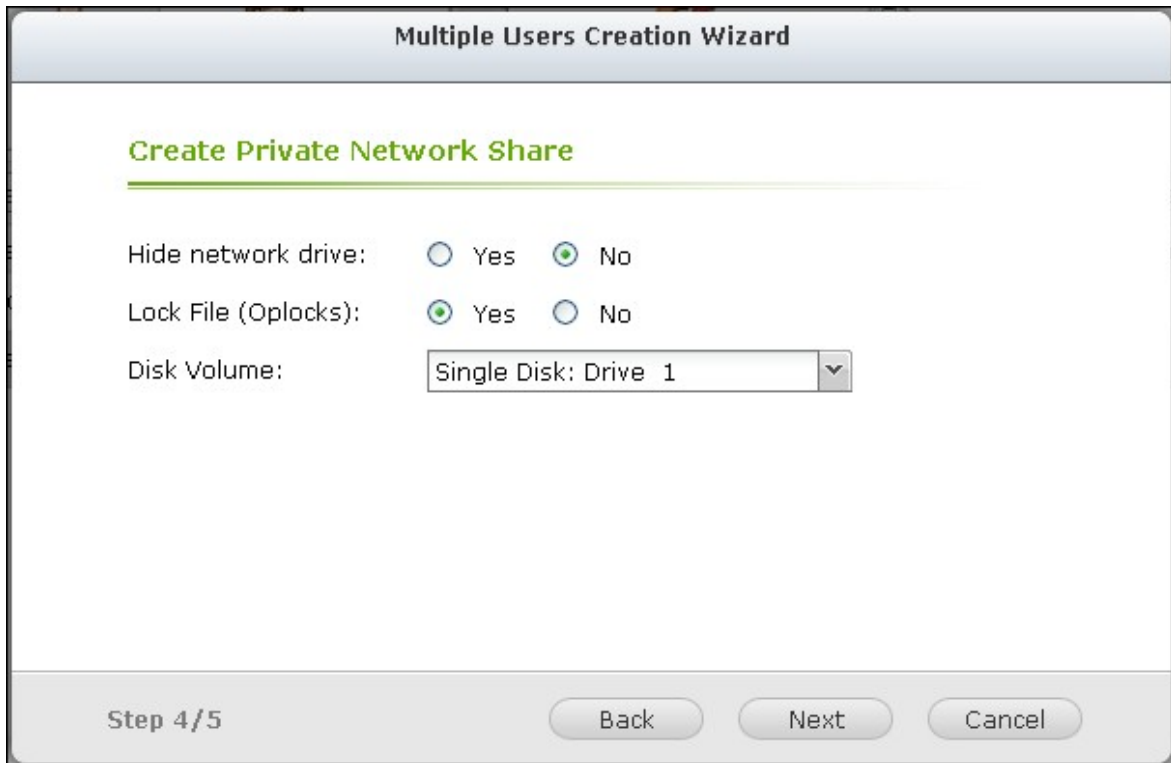 Multiple Users Creation Wizard
Create Private Network Share
Hide network drive: Yes No
Lock File (Oplocks): Yes No
Disk Volume: Single Disk: Drive 1
Step 4/5 Back Next Cancel